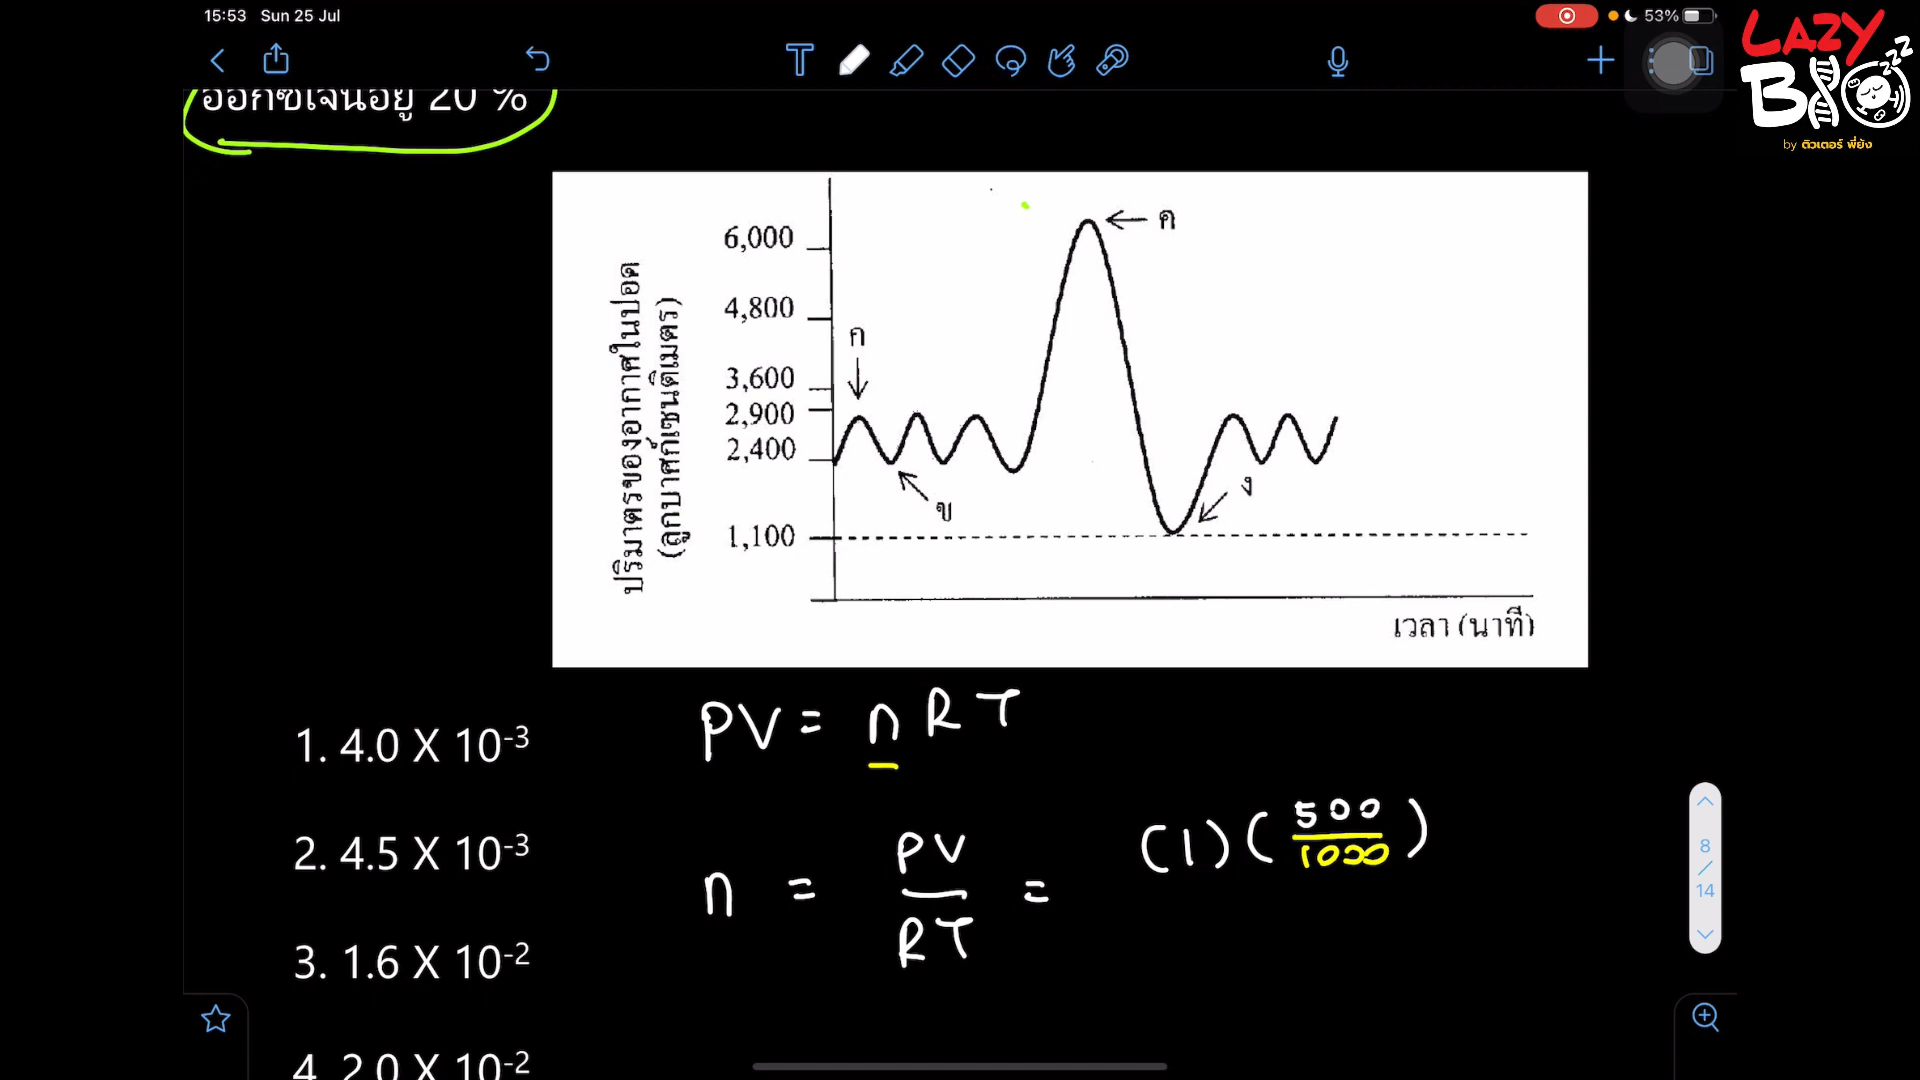 15:53 Sun 25 Jul
53%
LAZY
BIO
zzz
by ติวเตอร์ พี่ยัง
ออกซิเจนอยู่ 20 %
ปริมาตรของอากาศในปอด
(ลูกบาศก์เซนติเมตร)
6,000
4,800
3,600
2,900
2,400
1,100
ก
ข
ค
ง
เวลา (นาที)
PV = nRT
n = PV/RT = (1)(500/1000)
1. 4.0 X 10-3
2. 4.5 X 10-3
3. 1.6 X 10-2
4. 2.0 X 10-2
8
/
14